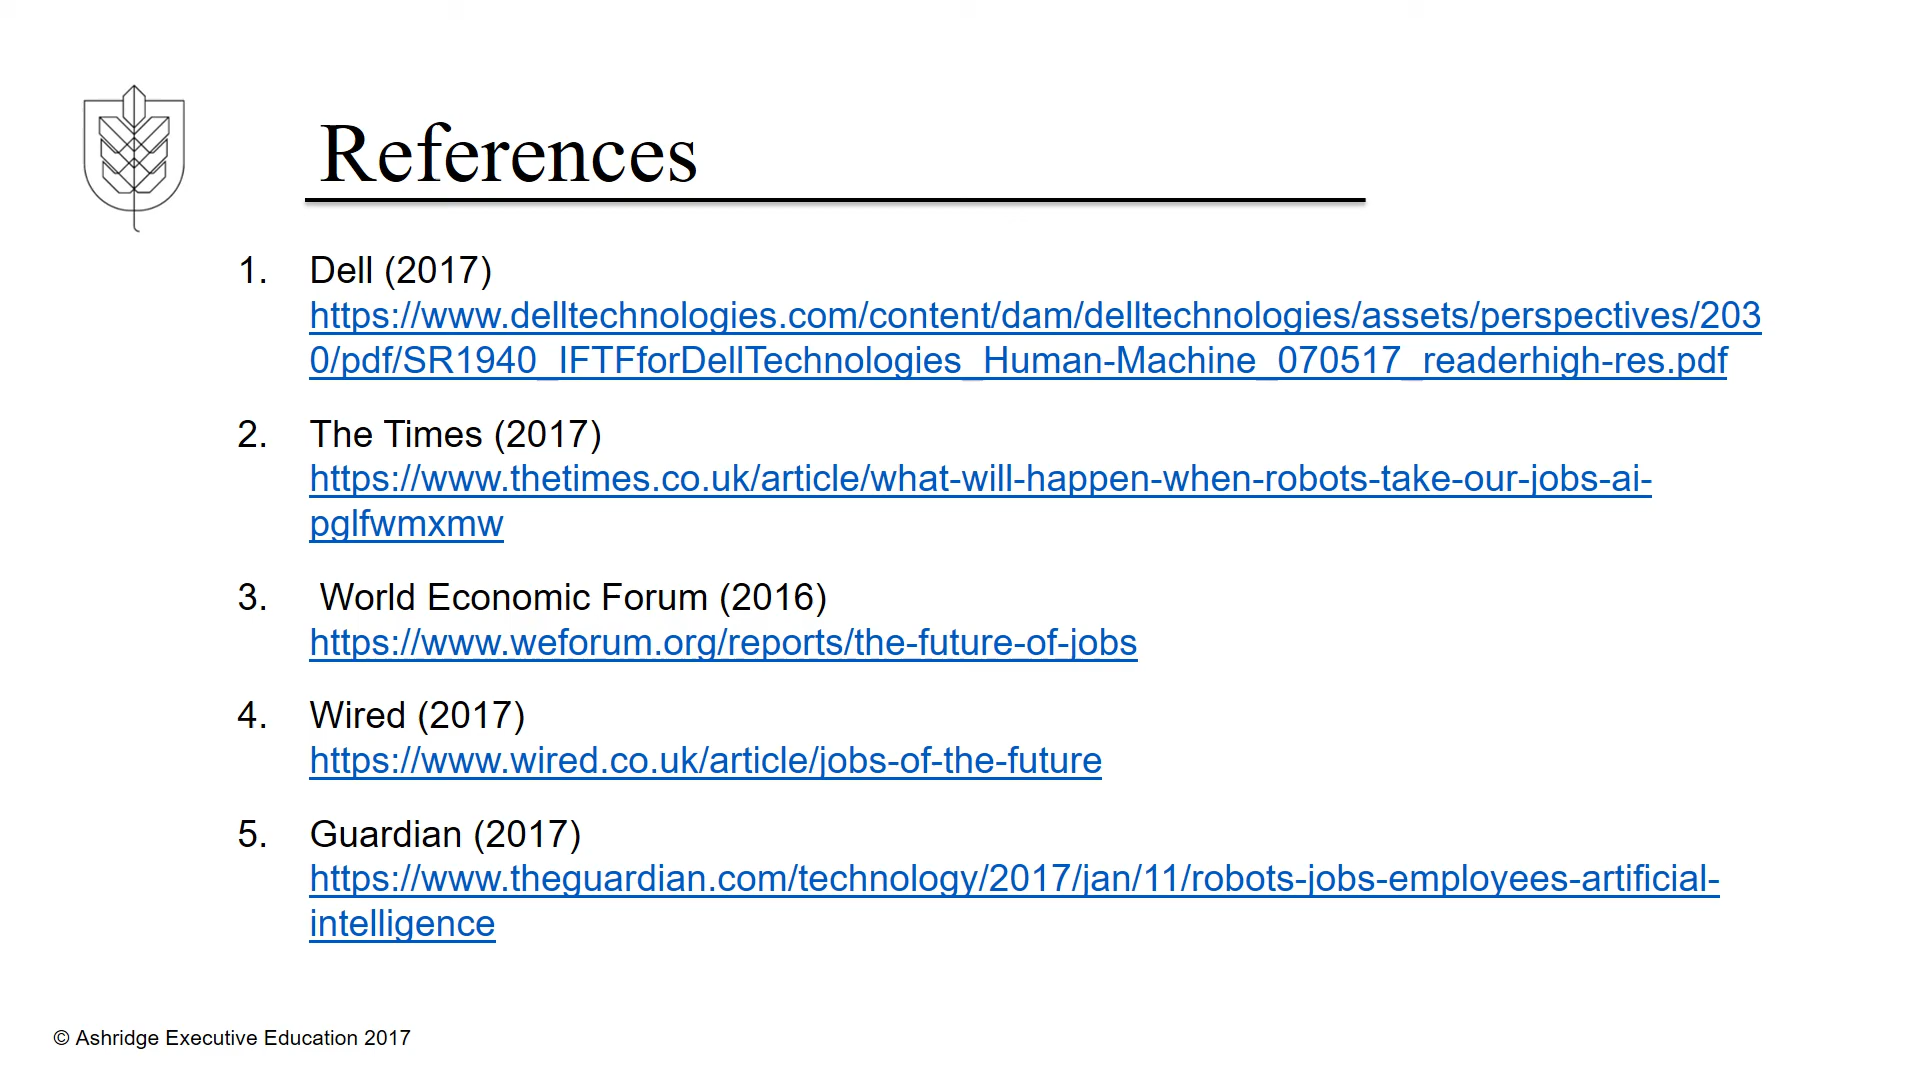 References
1. Dell (2017)
https://www.delltechnologies.com/content/dam/delltechnologies/assets/perspectives/203
0/pdf/SR1940_IFTFforDellTechnologies_Human-Machine_070517_readerhigh-res.pdf
2. The Times (2017)
https://www.thetimes.co.uk/article/what-will-happen-when-robots-take-our-jobs-ai-
pglfwmxmw
3. World Economic Forum (2016)
https://www.weforum.org/reports/the-future-of-jobs
4. Wired (2017)
https://www.wired.co.uk/article/jobs-of-the-future
5. Guardian (2017)
https://www.theguardian.com/technology/2017/jan/11/robots-jobs-employees-artificial-
intelligence
© Ashridge Executive Education 2017